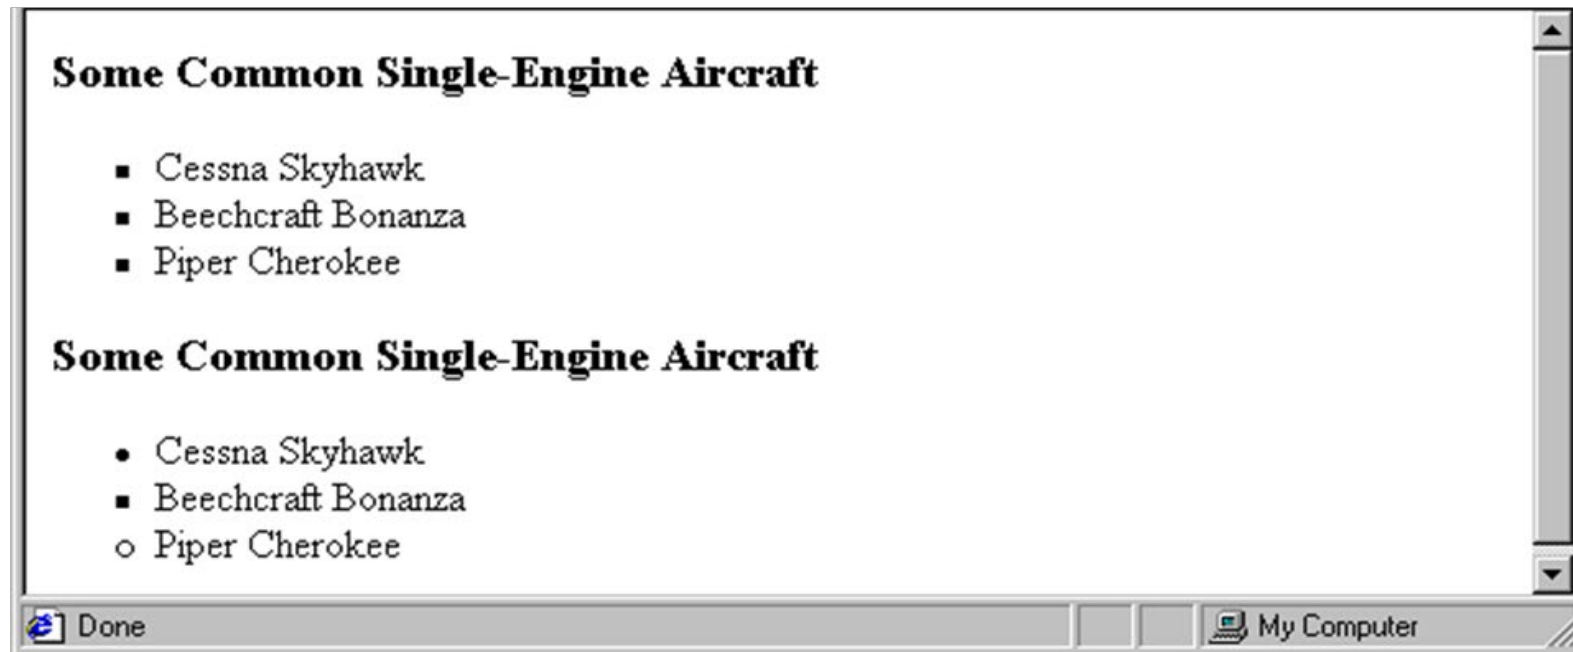 Some Common Single-Engine Aircraft
Cessna Skyhawk
Beechcraft Bonanza
Piper Cherokee
Some Common Single-Engine Aircraft
Cessna Skyhawk
Beechcraft Bonanza
Piper Cherokee
Done My Computer